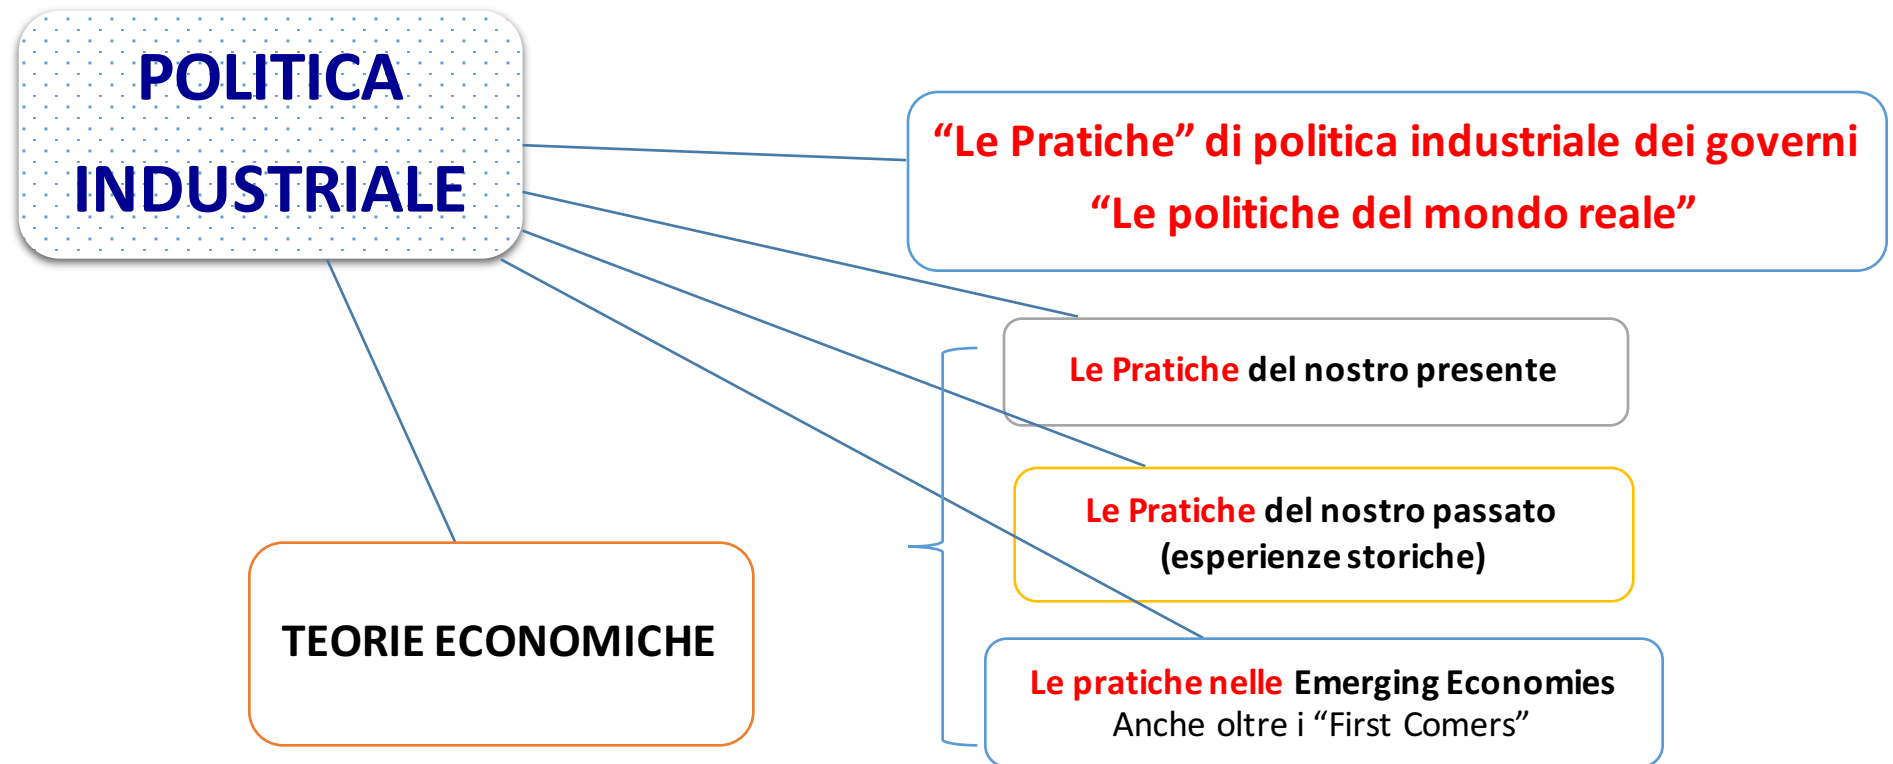 POLITICA
INDUSTRIALE
“Le Pratiche” di politica industriale dei governi
“Le politiche del mondo reale”
Le Pratiche del nostro presente
Le Pratiche del nostro passato
(esperienze storiche)
TEORIE ECONOMICHE
Le pratiche nelle Emerging Economies
Anche oltre i “First Comers”